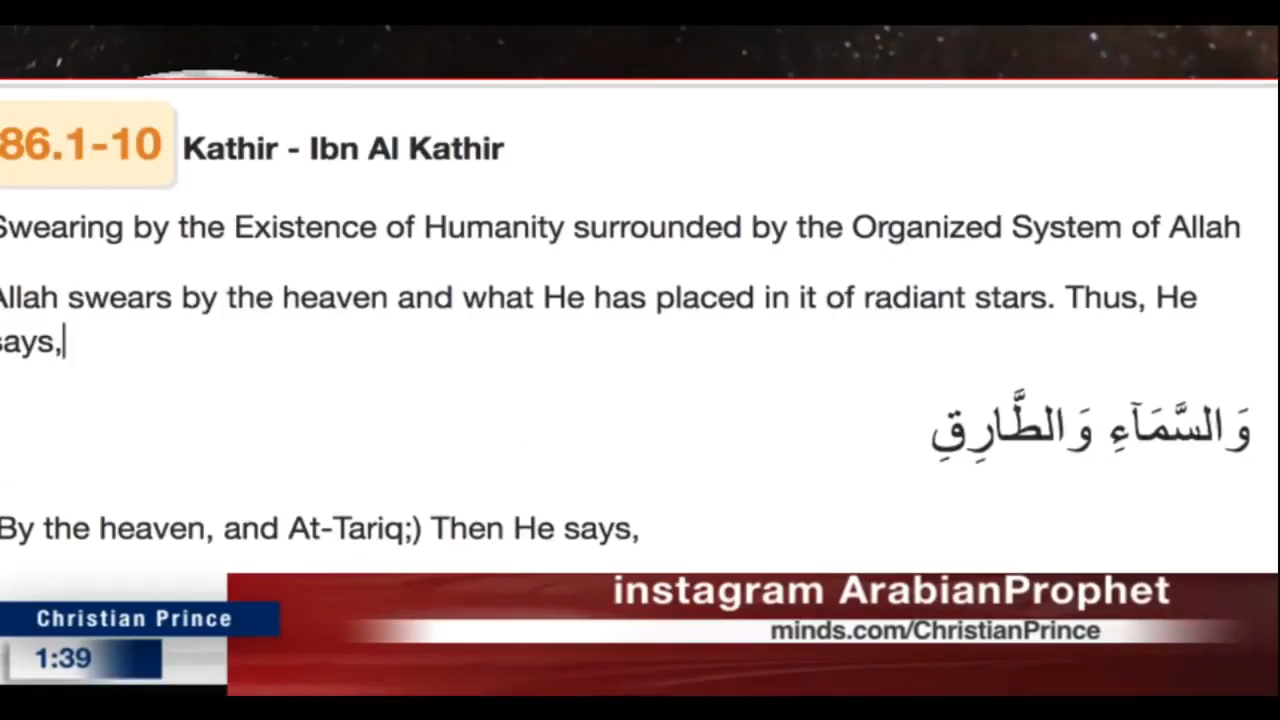 86.1-10 Kathir - Ibn Al Kathir
Swearing by the Existence of Humanity surrounded by the Organized System of Allah
Allah swears by the heaven and what He has placed in it of radiant stars. Thus, He
says,
وَالسَّمَآءِ وَالطَّارِقِ
By the heaven, and At-Tariq;) Then He says,
instagram ArabianProphet
minds.com/ChristianPrince
Christian Prince
1:39